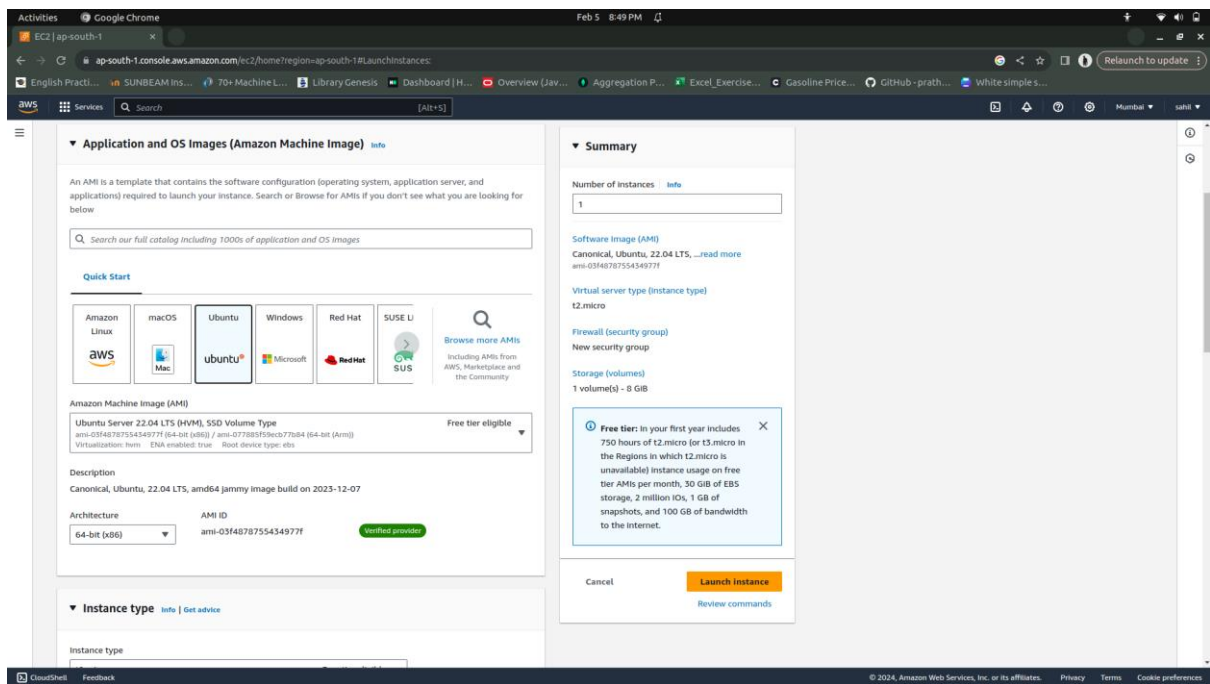 Activities
Google Chrome
Feb 5 8:49 PM
EC2 | ap-south-1
ap-south-1.console.aws.amazon.com/ec2/home?region=ap-south-1#LaunchInstances:
Relaunch to update
English Practi...
SUNBEAM Ins...
70+ Machine L...
Library Genesis
Dashboard | H...
Overview (Jav...
Aggregation P...
Excel_Exercise...
Gasoline Price...
GitHub - prath...
White simple s...
aws
Services
Search
[Alt+S]
Mumbai
sahil
Application and OS Images (Amazon Machine Image) Info
An AMI is a template that contains the software configuration (operating system, application server, and
applications) required to launch your instance. Search or Browse for AMIs if you don't see what you are looking for
below
Search our full catalog including 1000s of application and OS images
Quick Start
Amazon
Linux
aws
macOS
Mac
Ubuntu
ubuntu
Windows
Microsoft
Red Hat
Red Hat
SUSE Li
SUS
Browse more AMIs
Including AMIs from
AWS, Marketplace and
the Community
Amazon Machine Image (AMI)
Ubuntu Server 22.04 LTS (HVM), SSD Volume Type
Free tier eligible
ami-03f4878755434977f (64-bit (x86)) / ami-077885f59ecb77b84 (64-bit (Arm))
Virtualization: hvm ENA enabled: true Root device type: ebs
Description
Canonical, Ubuntu, 22.04 LTS, amd64 jammy image build on 2023-12-07
Architecture
AMI ID
64-bit (x86)
ami-03f4878755434977f
Verified provider
Instance type Info | Get advice
Instance type
Summary
Number of instances Info
1
Software Image (AMI)
Canonical, Ubuntu, 22.04 LTS, ...read more
ami-03f4878755434977f
Virtual server type (instance type)
t2.micro
Firewall (security group)
New security group
Storage (volumes)
1 volume(s) - 8 GiB
Free tier: In your first year includes
750 hours of t2.micro (or t3.micro in
the Regions in which t2.micro is
unavailable) instance usage on free
tier AMIs per month, 30 GiB of EBS
storage, 2 million IOs, 1 GB of
snapshots, and 100 GB of bandwidth
to the internet.
Cancel
Launch instance
Review commands
CloudShell
Feedback
© 2024, Amazon Web Services, Inc. or its affiliates.
Privacy
Terms
Cookie preferences